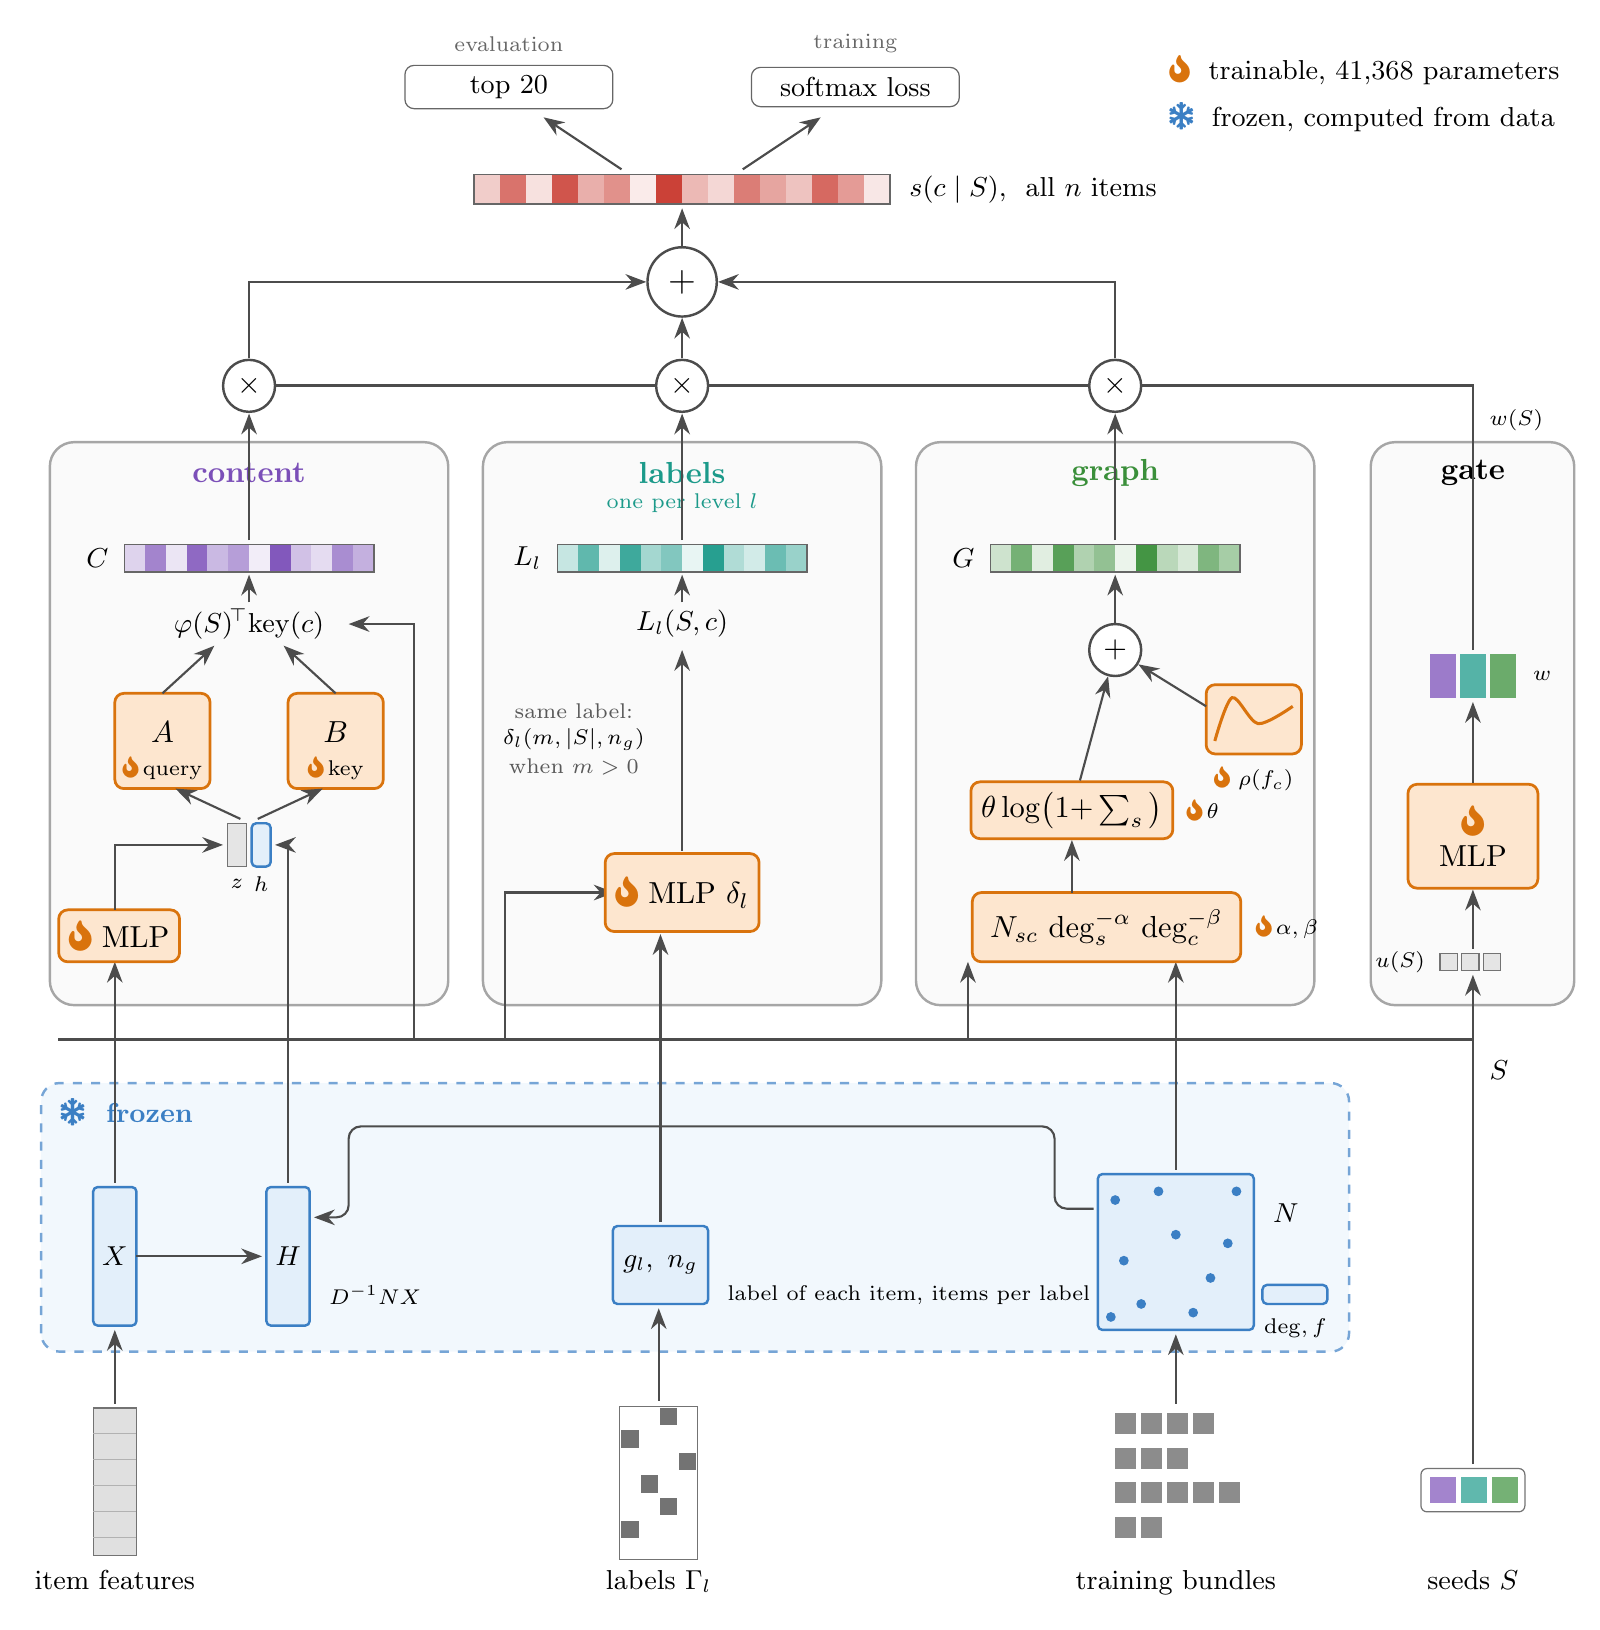 evaluation
training
top 20
softmax loss
trainable, 41,368 parameters
frozen, computed from data
s(c | S), all n items
+
×
×
×
w(S)
content
labels
one per level l
graph
gate
C
L_l
G
φ(S)^⊤key(c)
L_l(S, c)
+
w
A
query
B
key
same label:
δ_l(m, |S|, n_g)
when m > 0
ρ(f_c)
θ log(1+∑_s)
θ
MLP
z
h
MLP
MLP δ_l
N_{sc} deg_s^{−α} deg_c^{−β}
α, β
u(S)
S
frozen
X
H
D^{−1}NX
g_l, n_g
label of each item, items per label
N
deg, f
item features
labels Γ_l
training bundles
seeds S